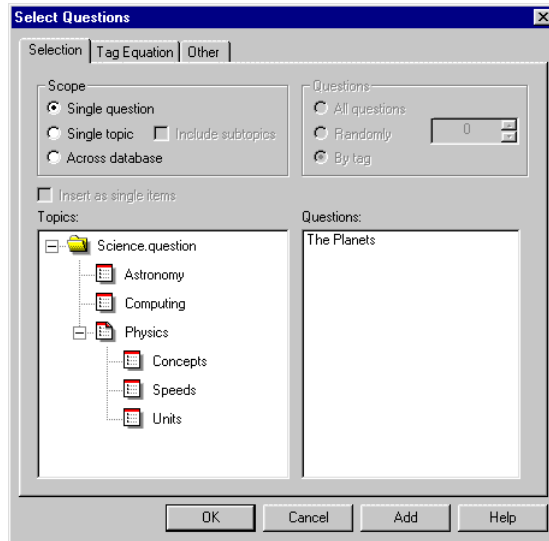 Select Questions
Selection Tag Equation Other
Scope
Single question
Single topic Include subtopics
Across database
Questions
All questions
Randomly 0
By tag
Insert as single items
Topics:
Science.question
Astronomy
Computing
Physics
Concepts
Speeds
Units
Questions:
The Planets
OK Cancel Add Help